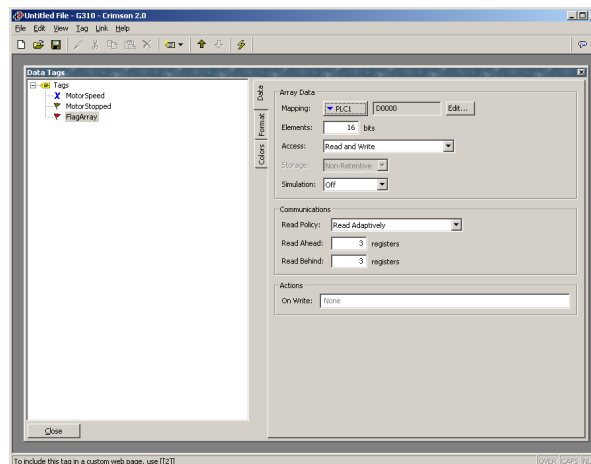 Untitled File - G310 - Crimson 2.0
File Edit View Tag Link Help
Data Tags
Tags
MotorSpeed
MotorStopped
FlagArray
Data
Format
Colors
Array Data
Mapping: PLC1 D0000 Edit...
Elements: 16 bits
Access: Read and Write
Storage: Non-Retentive
Simulation: Off
Communications
Read Policy: Read Adaptively
Read Ahead: 3 registers
Read Behind: 3 registers
Actions
On Write: None
Close
To include this tag in a custom web page, use [[2]]
OVER CAPS